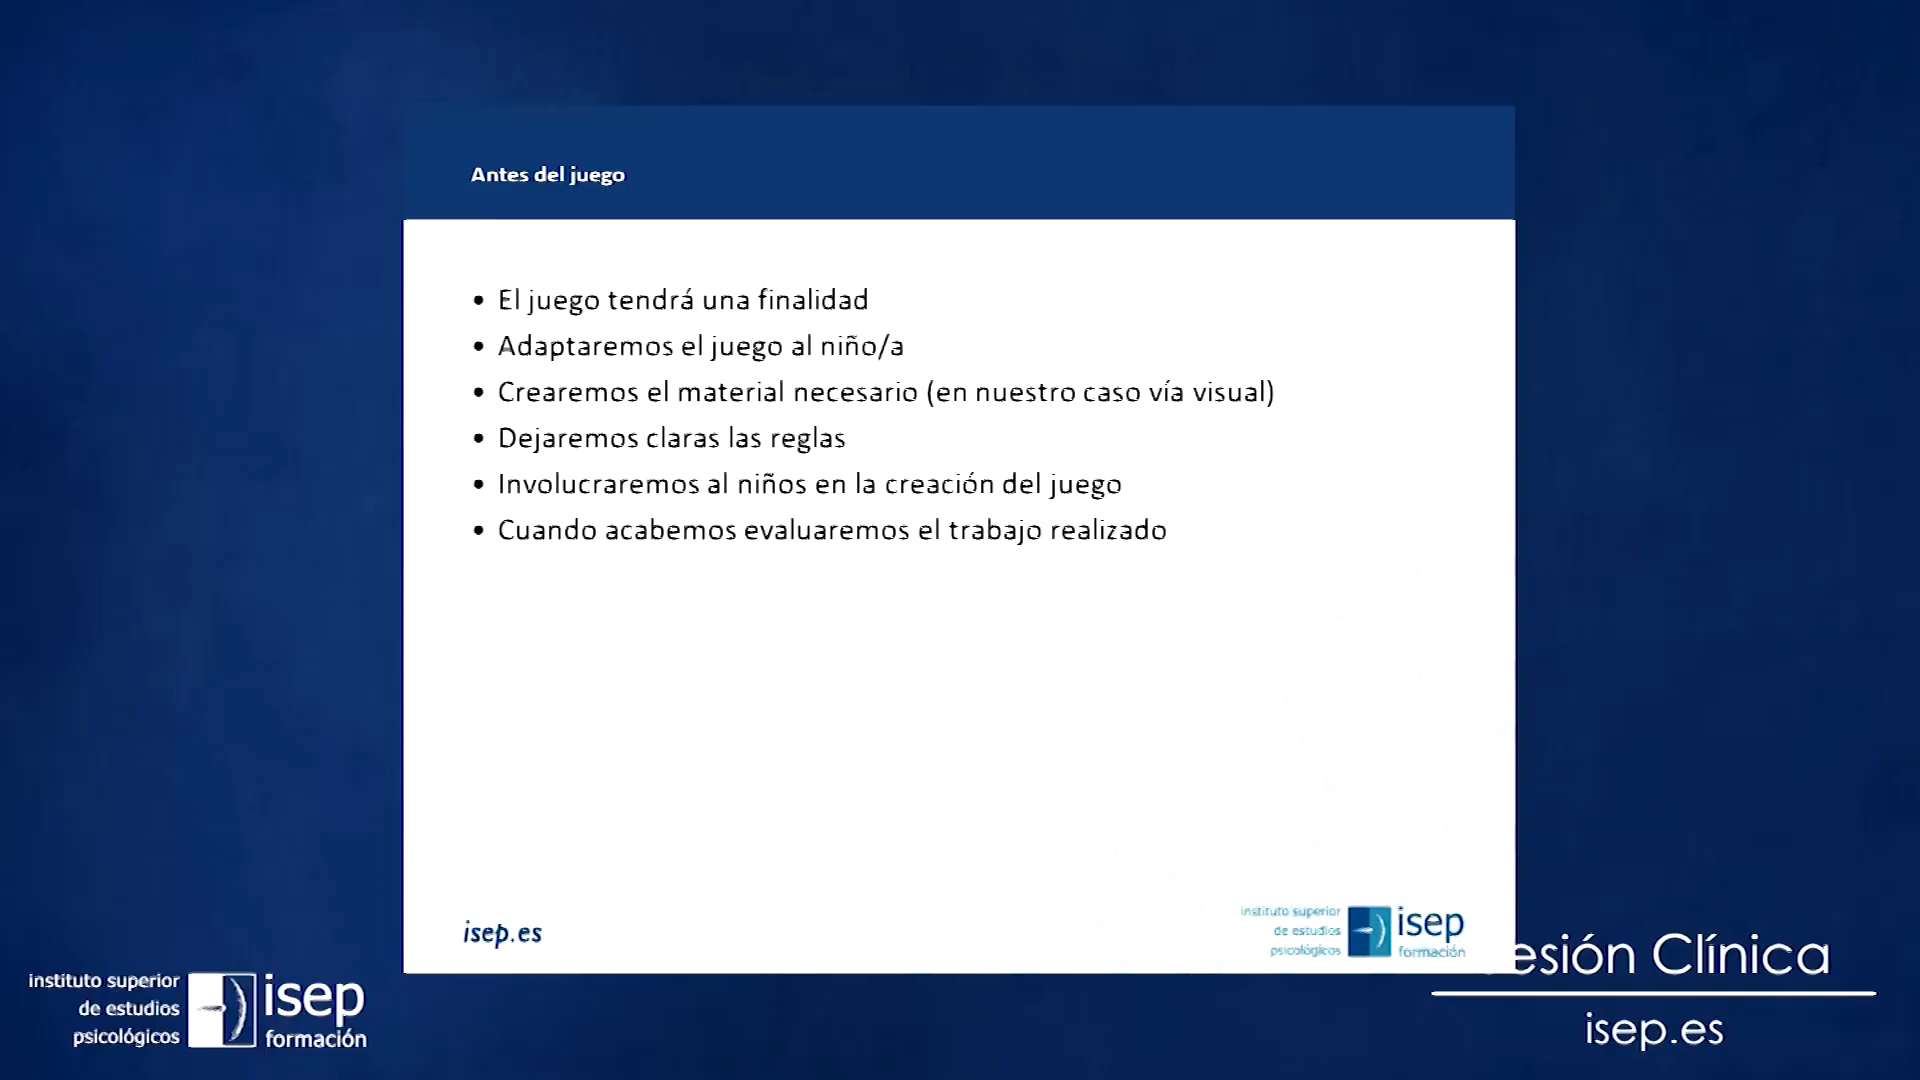 Antes del juego
• El juego tendrá una finalidad
• Adaptaremos el juego al niño/a
• Crearemos el material necesario (en nuestro caso vía visual)
• Dejaremos claras las reglas
• Involucraremos al niños en la creación del juego
• Cuando acabemos evaluaremos el trabajo realizado
isep.es
instituto superior
de estudios
psicológicos
isep
formación
esión Clínica
isep.es
instituto superior
de estudios
psicológicos
isep
formación